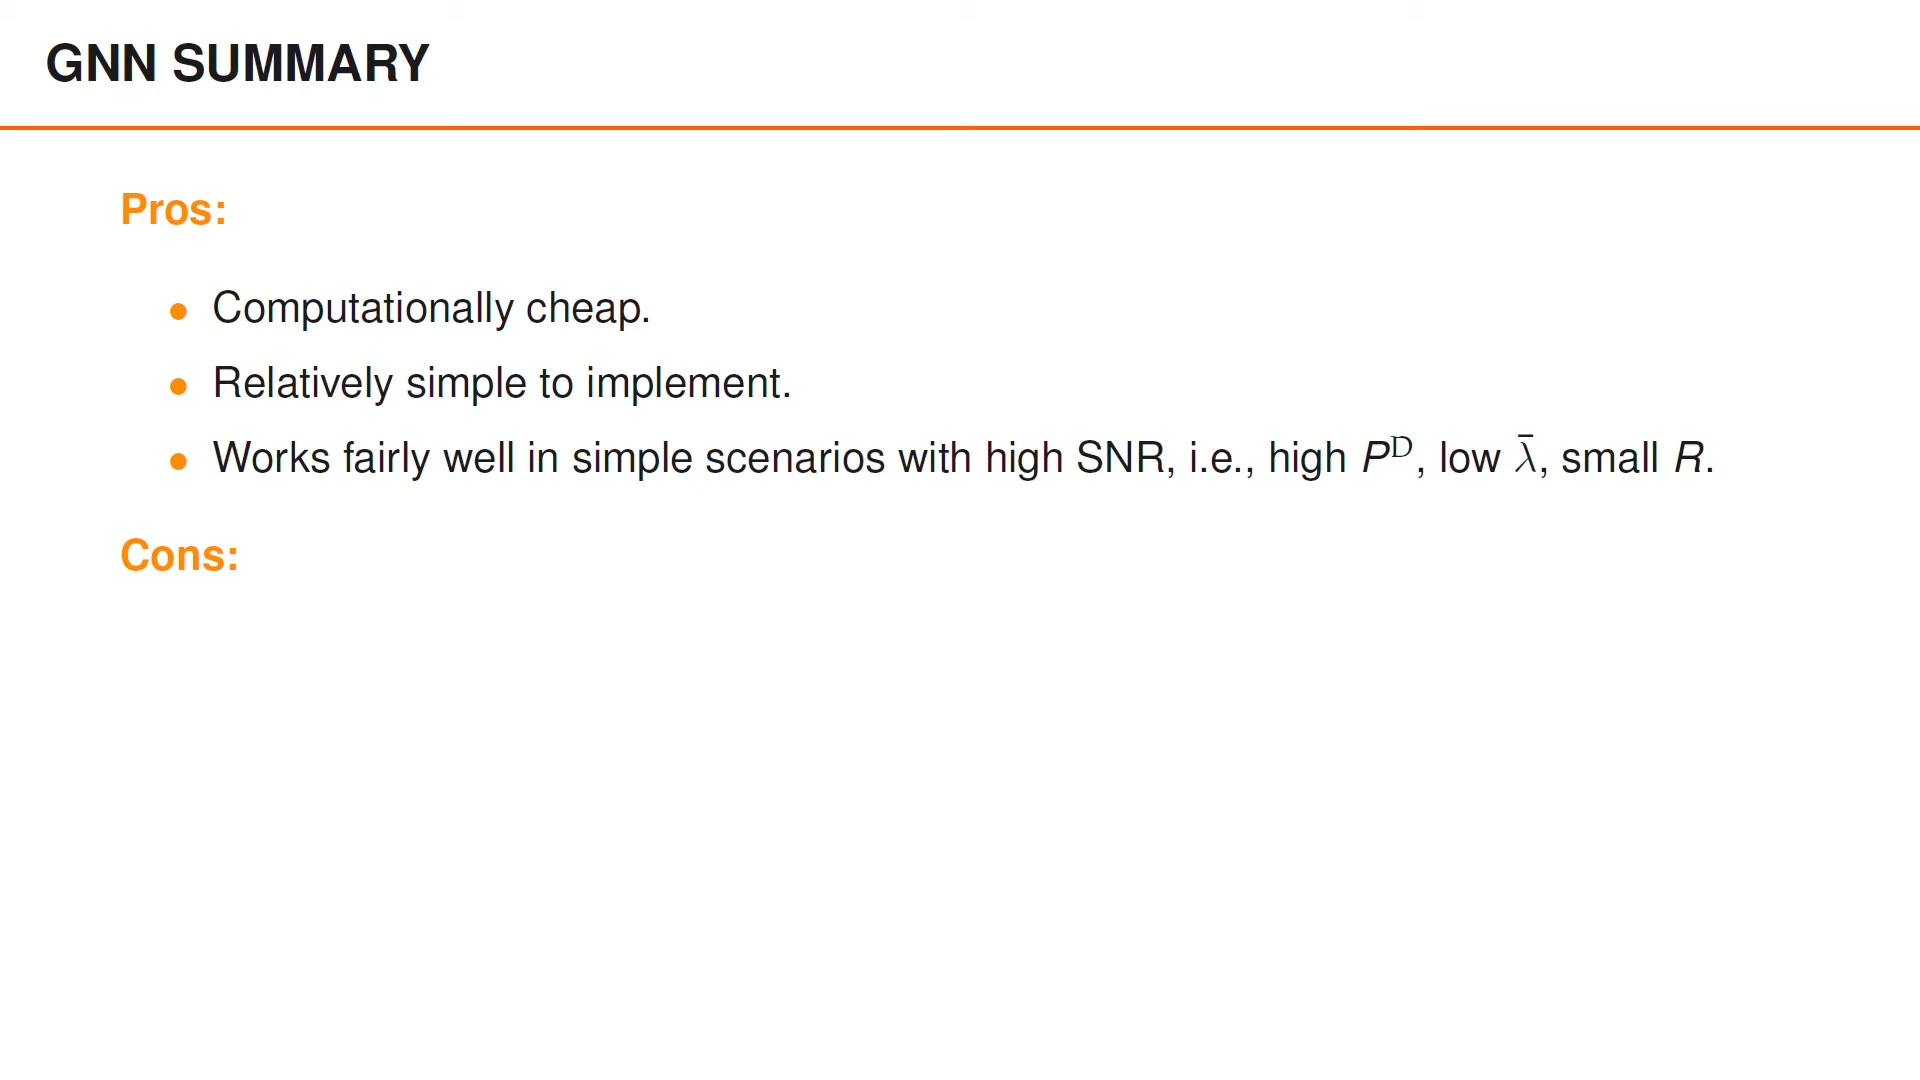 GNN SUMMARY
Pros:
• Computationally cheap.
• Relatively simple to implement.
• Works fairly well in simple scenarios with high SNR, i.e., high Pᴰ, low λ̄, small R.
Cons: